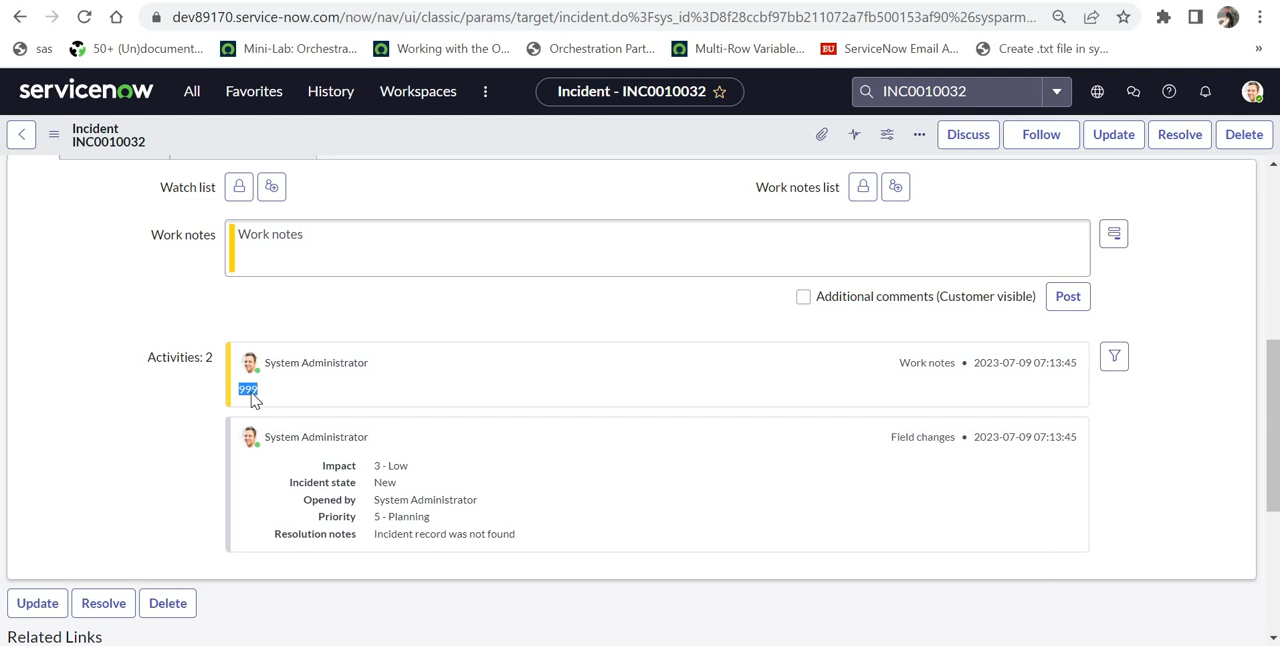 dev89170.service-now.com/now/nav/ui/classic/params/target/incident.do%3Fsys_id%3D8f28ccbf97bb211072a7fb500153af90%26sysparm...
sas
50+ (Un)document...
Mini-Lab: Orchestra...
Working with the O...
Orchestration Part...
Multi-Row Variable...
BU
ServiceNow Email A...
Create .txt file in sy...
»
servicenow
All
Favorites
History
Workspaces
Incident - INC0010032
INC0010032
Incident
INC0010032
Discuss
Follow
Update
Resolve
Delete
Watch list
Work notes list
Work notes
Work notes
Additional comments (Customer visible)
Post
Activities: 2
System Administrator
Work notes • 2023-07-09 07:13:45
999
System Administrator
Field changes • 2023-07-09 07:13:45
Impact 3 - Low
Incident state New
Opened by System Administrator
Priority 5 - Planning
Resolution notes Incident record was not found
Update
Resolve
Delete
Related Links